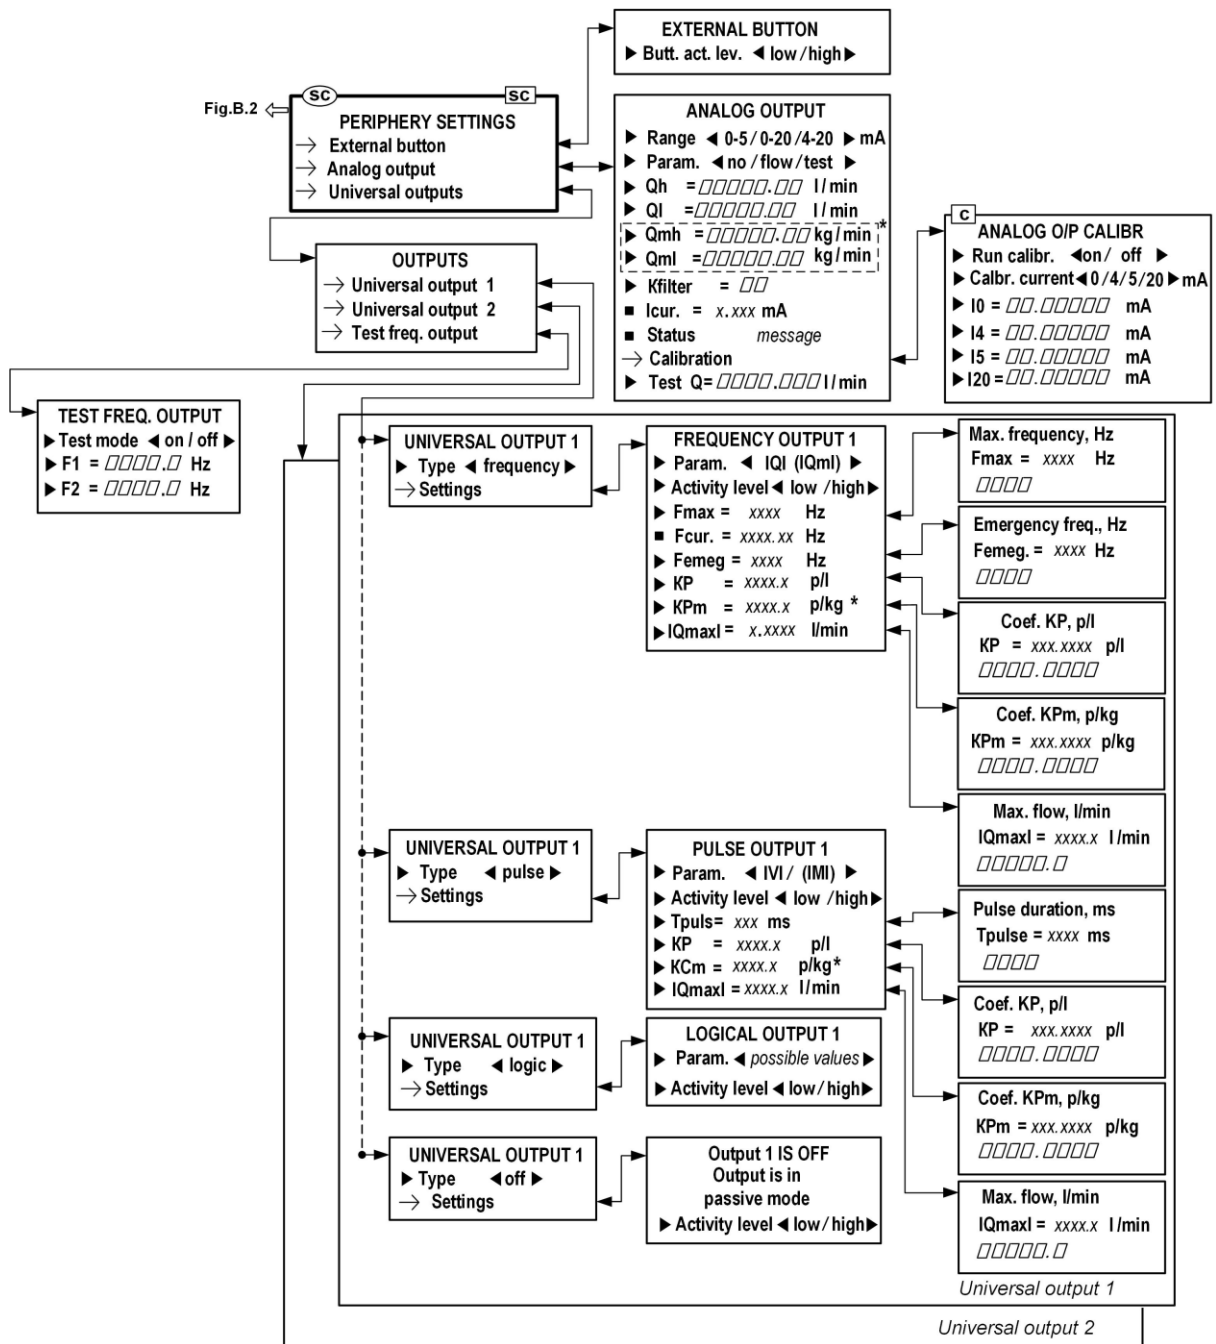 EXTERNAL BUTTON
▶ Butt. act. lev. ◀ low / high ▶
Fig.B.2
SC
SC
PERIPHERY SETTINGS
→ External button
→ Analog output
→ Universal outputs
ANALOG OUTPUT
▶ Range ◀ 0-5 / 0-20 / 4-20 ▶ mA
▶ Param. ◀ no / flow / test ▶
▶ Qh = 00000.00 l / min
▶ Ql = 00000.00 l / min
▶ Qmh = 00000.00 kg / min *
▶ Qml = 00000.00 kg / min
▶ Kfilter = 00
■ Icur. = x.xxx mA
■ Status message
→ Calibration
▶ Test Q= 0000.000 l / min
C
ANALOG O/P CALIBR
▶ Run calibr. ◀ on / off ▶
▶ Calbr. current ◀ 0 / 4 / 5 / 20 ▶ mA
▶ I0 = 00.00000 mA
▶ I4 = 00.00000 mA
▶ I5 = 00.00000 mA
▶ I20 = 00.00000 mA
OUTPUTS
→ Universal output 1
→ Universal output 2
→ Test freq. output
TEST FREQ. OUTPUT
▶ Test mode ◀ on / off ▶
▶ F1 = 0000.0 Hz
▶ F2 = 0000.0 Hz
UNIVERSAL OUTPUT 1
▶ Type ◀ frequency ▶
→ Settings
FREQUENCY OUTPUT 1
▶ Param. ◀ IQI (IQmI) ▶
▶ Activity level ◀ low / high ▶
▶ Fmax = xxxx Hz
■ Fcur. = xxxx.xx Hz
▶ Femeg = xxxx Hz
▶ KP = xxxx.x p/l
▶ KPm = xxxx.x p/kg *
▶ IQmaxI = x.xxxx l/min
Max. frequency, Hz
Fmax = xxxx Hz
0000
Emergency freq., Hz
Femeg. = xxxx Hz
0000
Coef. KP, p/l
KP = xxx.xxxx p/l
0000.0000
Coef. KPm, p/kg
KPm = xxx.xxxx p/kg
0000.0000
Max. flow, l/min
IQmaxI = xxxx.x l /min
00000.0
UNIVERSAL OUTPUT 1
▶ Type ◀ pulse ▶
→ Settings
PULSE OUTPUT 1
▶ Param. ◀ IVI / (IMI) ▶
▶ Activity level ◀ low / high ▶
▶ Tpuls= xxx ms
▶ KP = xxxx.x p/l
▶ KCm = xxxx.x p/kg*
▶ IQmaxI = xxxx.x l/min
Pulse duration, ms
Tpulse = xxxx ms
0000
Coef. KP, p/l
KP = xxx.xxxx p/l
0000.0000
Coef. KPm, p/kg
KPm = xxx.xxxx p/kg
0000.0000
Max. flow, l/min
IQmaxI = xxxx.x l /min
00000.0
UNIVERSAL OUTPUT 1
▶ Type ◀ logic ▶
→ Settings
LOGICAL OUTPUT 1
▶ Param. ◀ possible values ▶
▶ Activity level ◀ low / high ▶
UNIVERSAL OUTPUT 1
▶ Type ◀ off ▶
→ Settings
Output 1 IS OFF
Output is in
passive mode
▶ Activity level ◀ low / high ▶
Universal output 1
Universal output 2